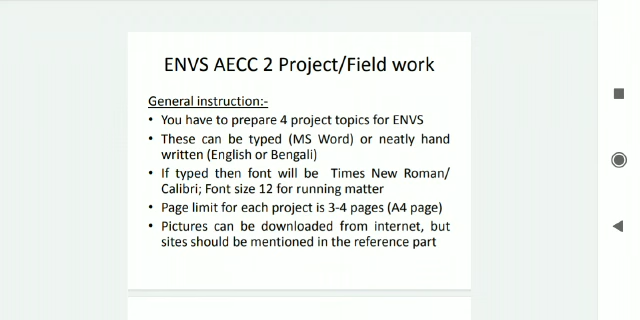 ENVS AECC 2 Project/Field work
General instruction:-
• You have to prepare 4 project topics for ENVS
• These can be typed (MS Word) or neatly hand
written (English or Bengali)
• If typed then font will be Times New Roman/
Calibri; Font size 12 for running matter
• Page limit for each project is 3-4 pages (A4 page)
• Pictures can be downloaded from internet, but
sites should be mentioned in the reference part